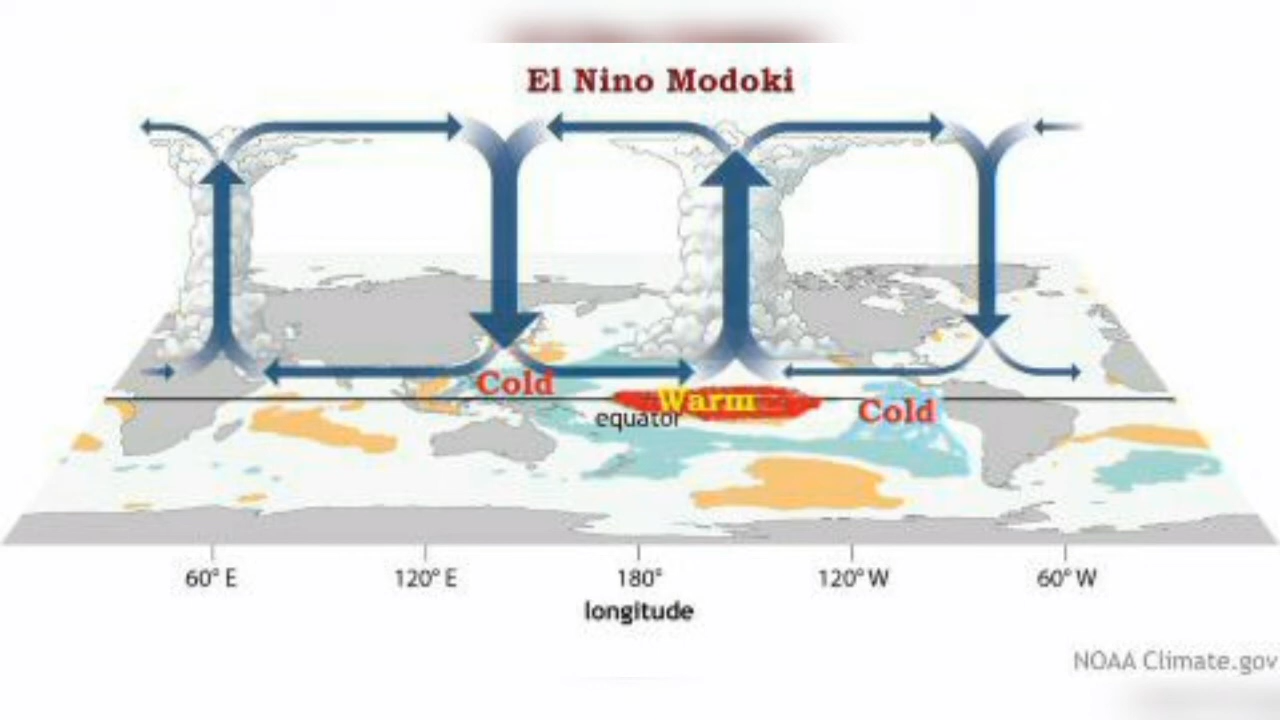 El Nino Modoki
Cold
Warm
Cold
equator
60° E
120° E
180°
120° W
60° W
longitude
NOAA Climate.gov